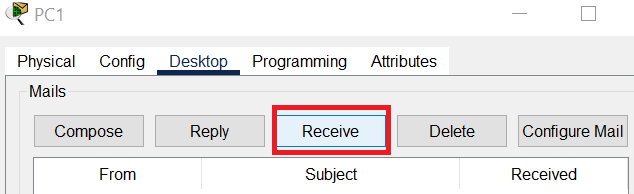 PC1
Physical Config Desktop Programming Attributes
Mails
Compose Reply Receive Delete Configure Mail
From Subject Received